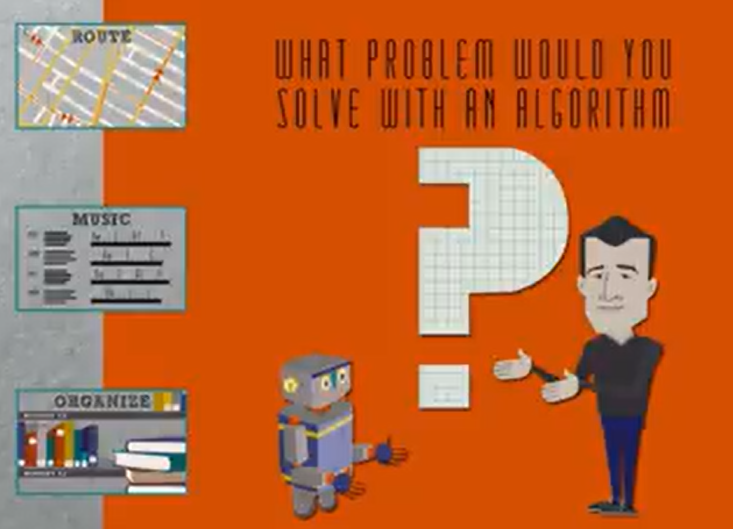 ROUTE
WHAT PROBLEM WOULD YOU
SOLVE WITH AN ALGORITHM
MUSIC
ORGANIZE
?